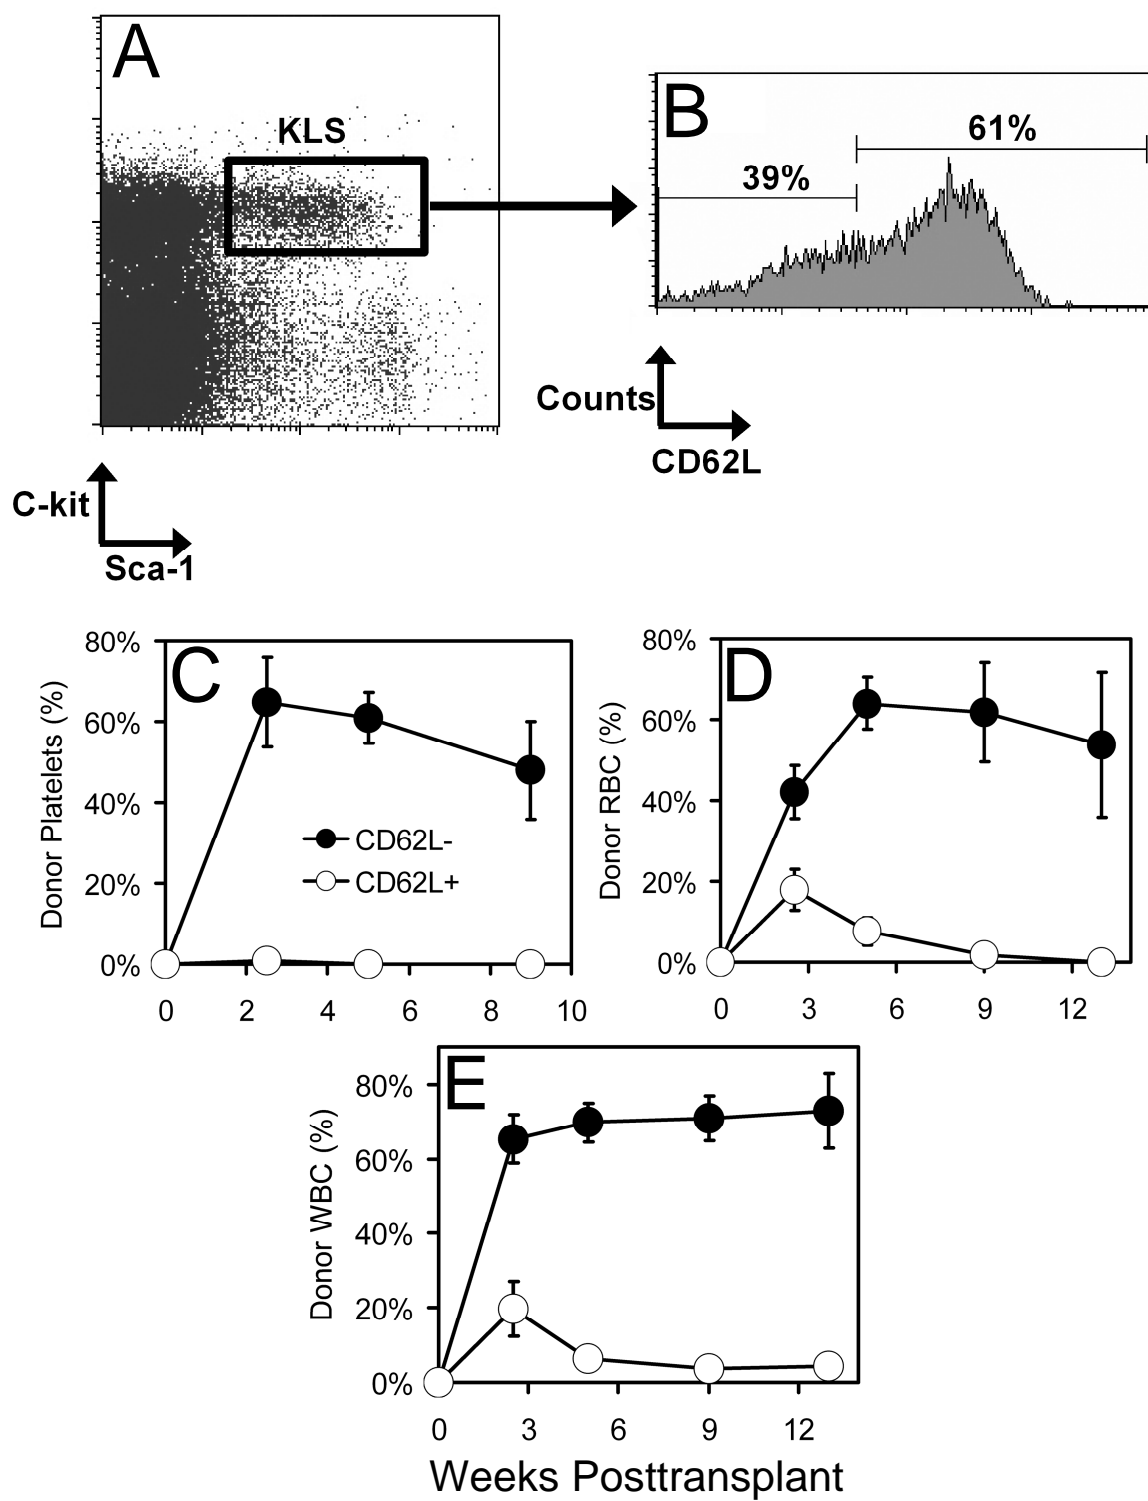 A
KLS
B
61%
39%
Counts
CD62L
C-kit
Sca-1
80%
60%
40%
20%
0%
Donor Platelets (%)
C
CD62L-
CD62L+
0 2 4 6 8 10
80%
60%
40%
20%
0%
Donor RBC (%)
D
0 3 6 9 12
80%
60%
40%
20%
0%
Donor WBC (%)
E
0 3 6 9 12
Weeks Posttransplant